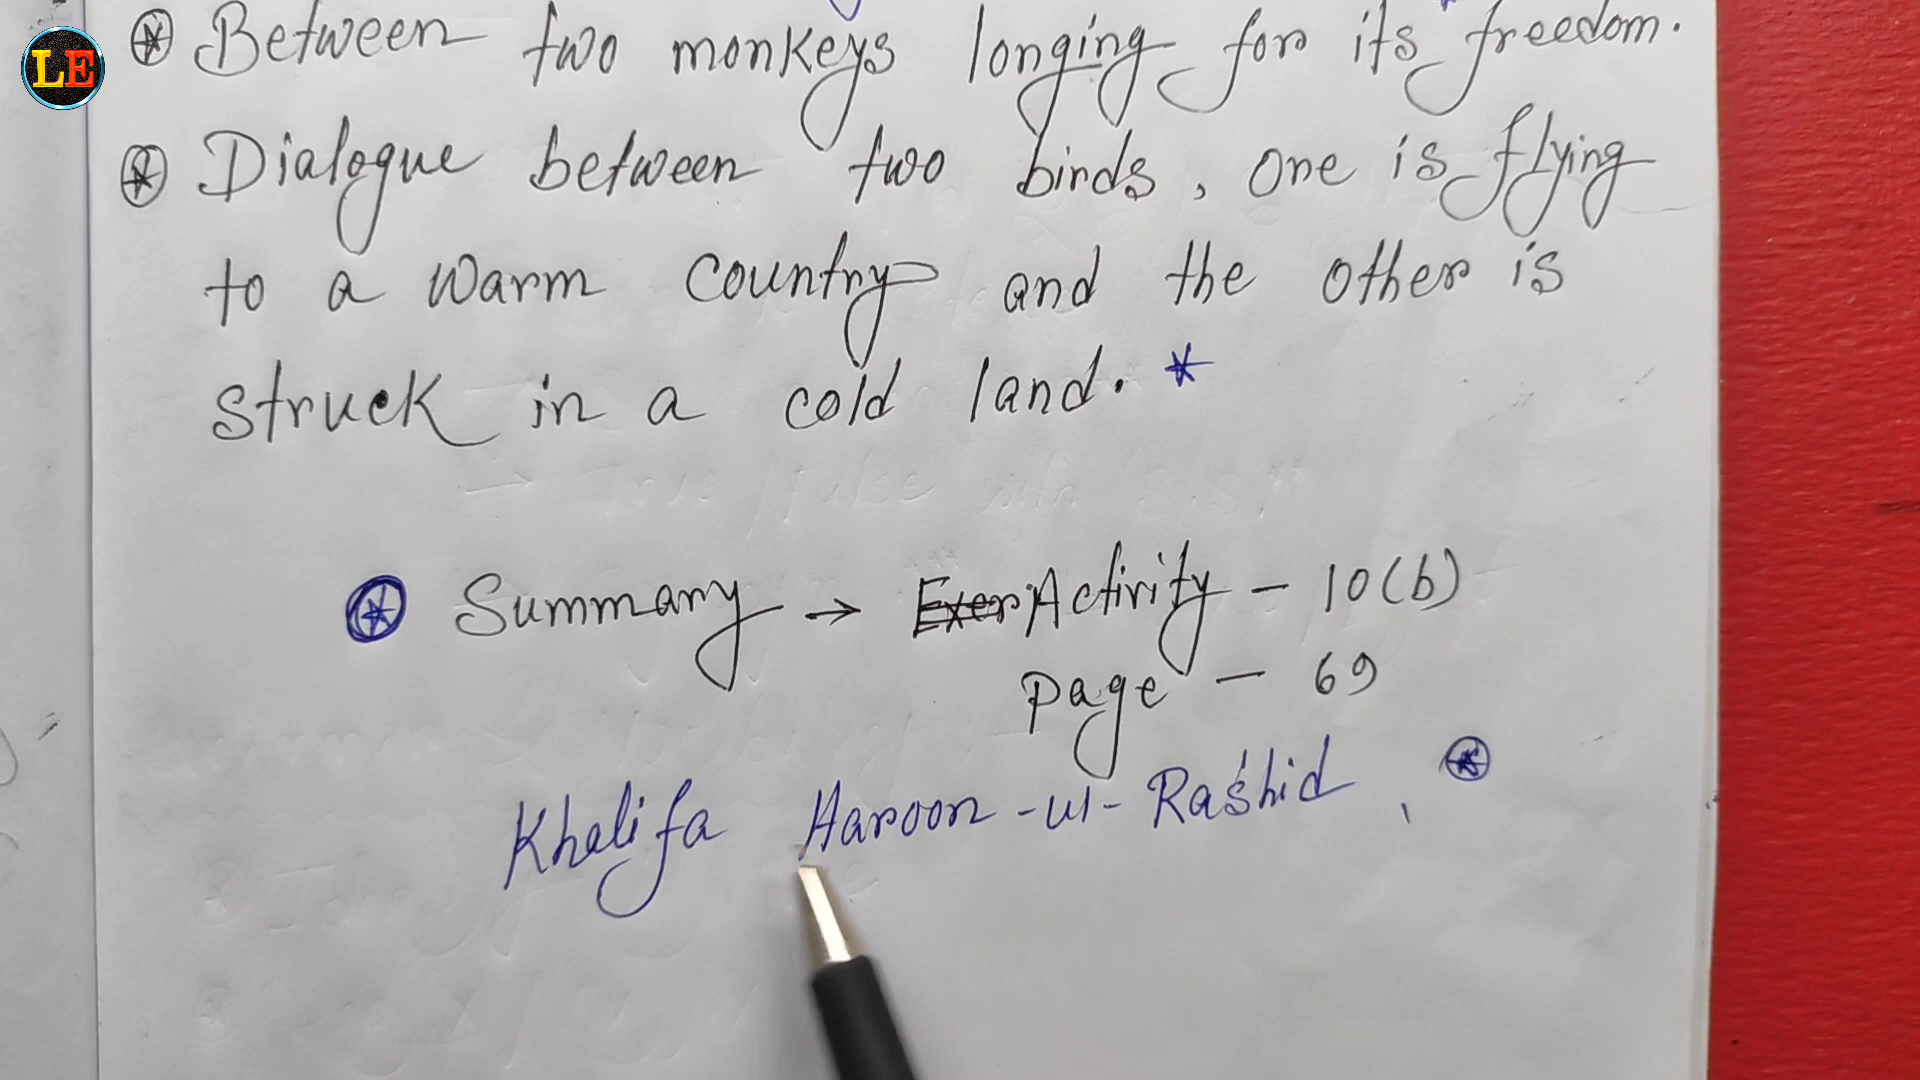 LE
Between two monkeys longing for its freedom.
Dialogue between two birds, one is flying
to a warm country and the other is
struck in a cold land. *
Summary → Exer Activity - 10(b)
Page - 69
Khalifa Haroon-ul-Rashid,